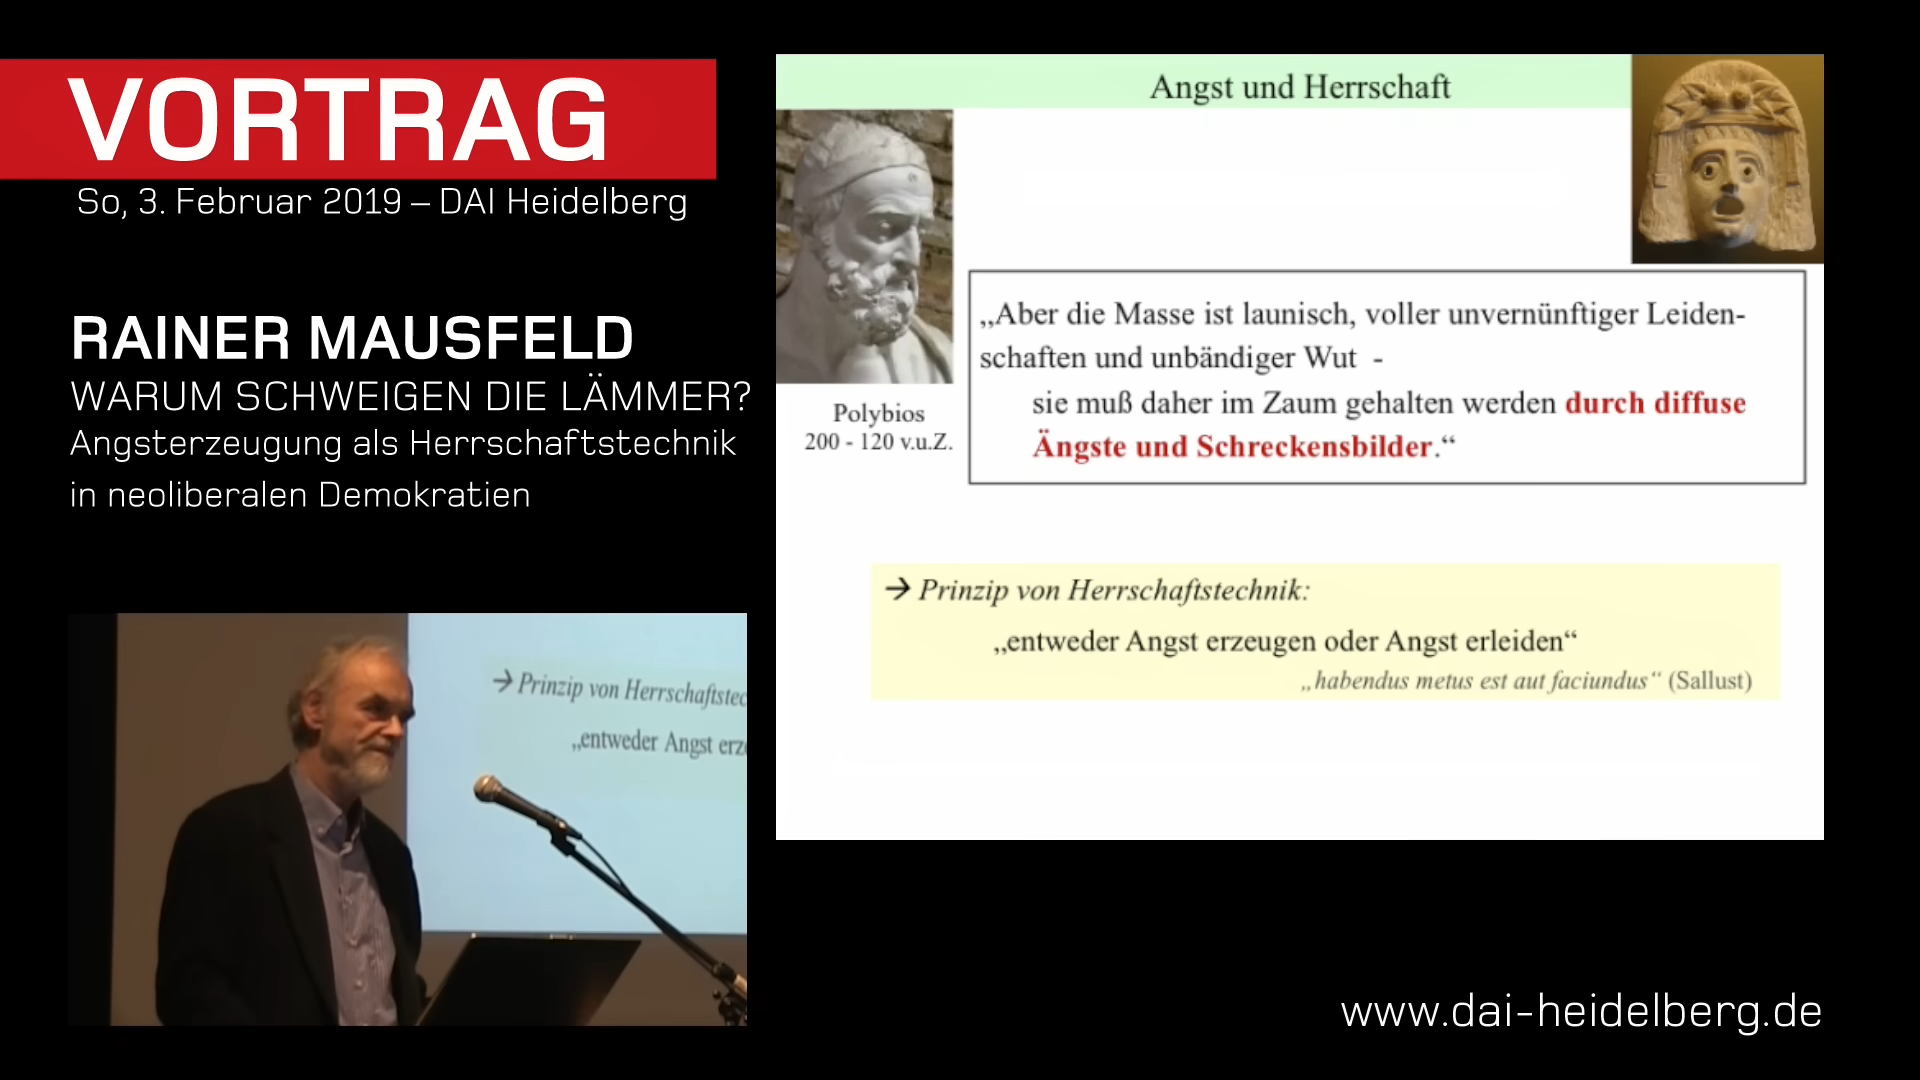 VORTRAG
So, 3. Februar 2019 – DAI Heidelberg
RAINER MAUSFELD
WARUM SCHWEIGEN DIE LÄMMER?
Angsterzeugung als Herrschaftstechnik
in neoliberalen Demokratien
Angst und Herrschaft
Polybios
200 - 120 v.u.Z.
„Aber die Masse ist launisch, voller unvernünftiger Leiden-
schaften und unbändiger Wut -
sie muß daher im Zaum gehalten werden durch diffuse
Ängste und Schreckensbilder.“
→ Prinzip von Herrschaftstechnik:
„entweder Angst erzeugen oder Angst erleiden“
„habendus metus est aut faciundus“ (Sallust)
→ Prinzip von Herrschaftstec
„entweder Angst erz
www.dai-heidelberg.de